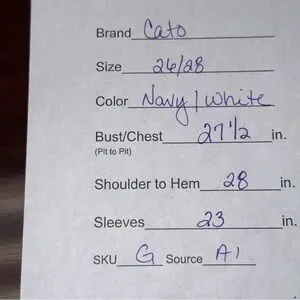 Brand Cato
Size 26/28
Color Navy/White
Bust/Chest 27 1/2 in.
(Pit to Pit)
Shoulder to Hem 28 in.
Sleeves 23 in.
SKU G Source A1